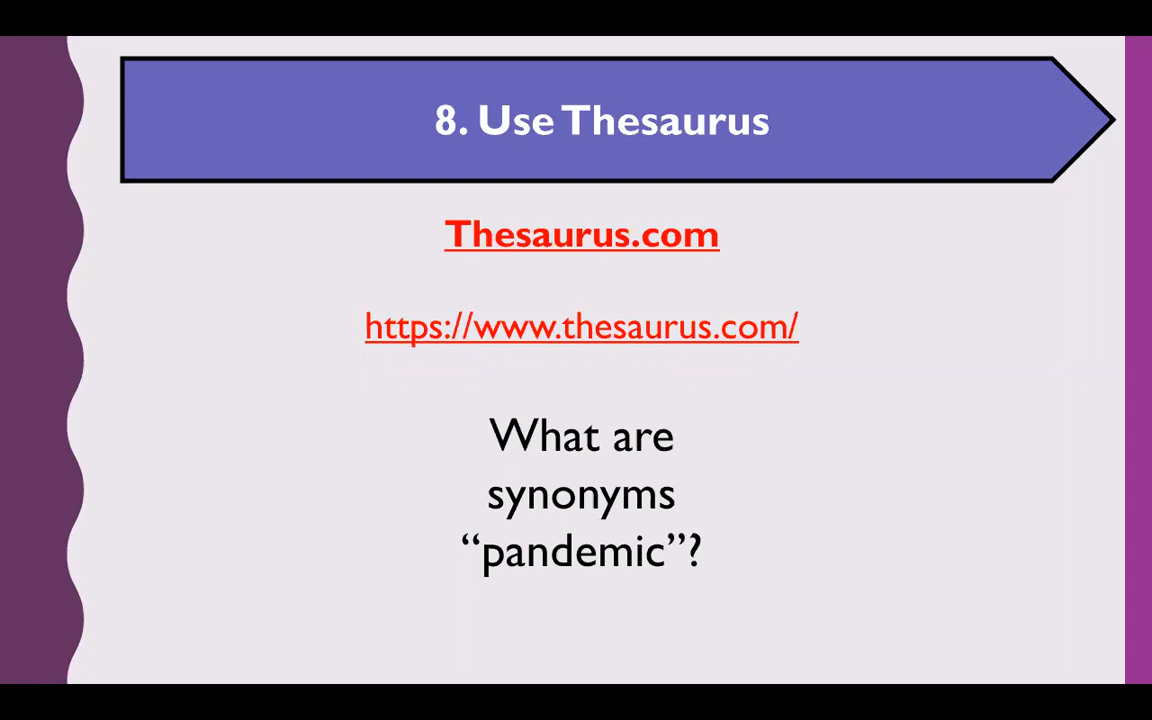 8. Use Thesaurus
Thesaurus.com
https://www.thesaurus.com/
What are
synonyms
“pandemic”?